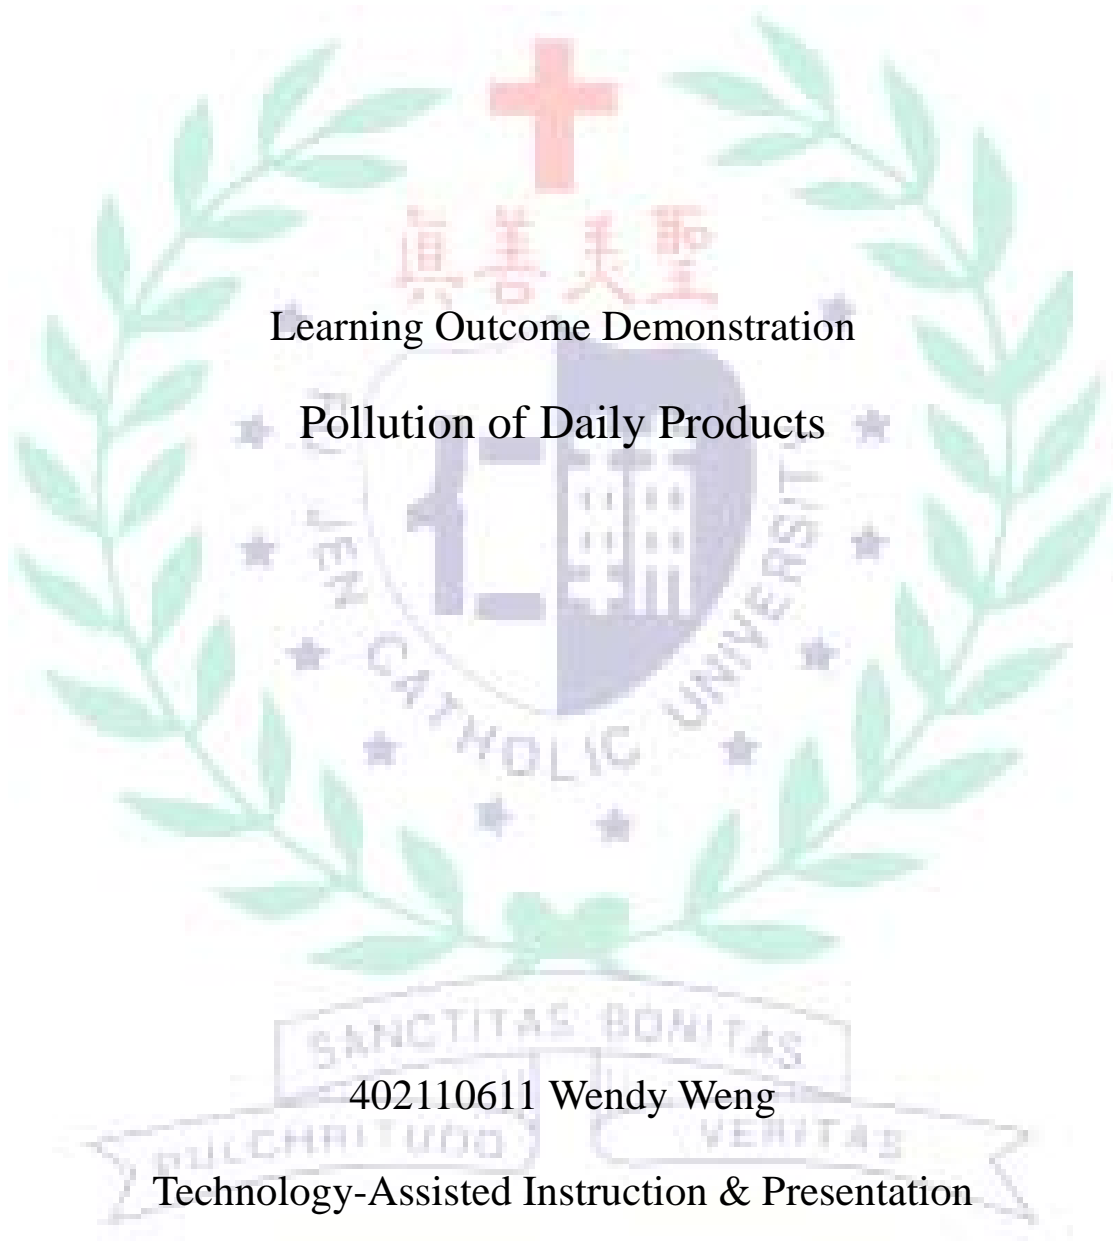 真善美聖
Learning Outcome Demonstration
Pollution of Daily Products
FU JEN CATHOLIC UNIVERSITY
SANCTITAS BONITAS
402110611 Wendy Weng
PULCHRITUDO VERITAS
Technology-Assisted Instruction & Presentation